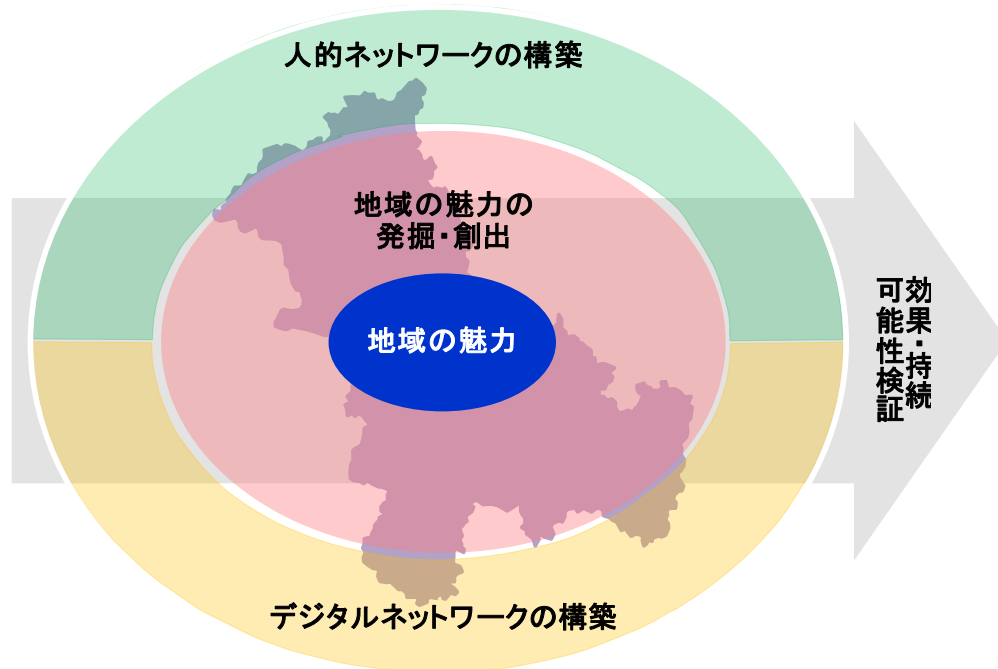 人的ネットワークの構築
地域の魅力の
発掘・創出
地域の魅力
効果・持続
可能性検証
デジタルネットワークの構築